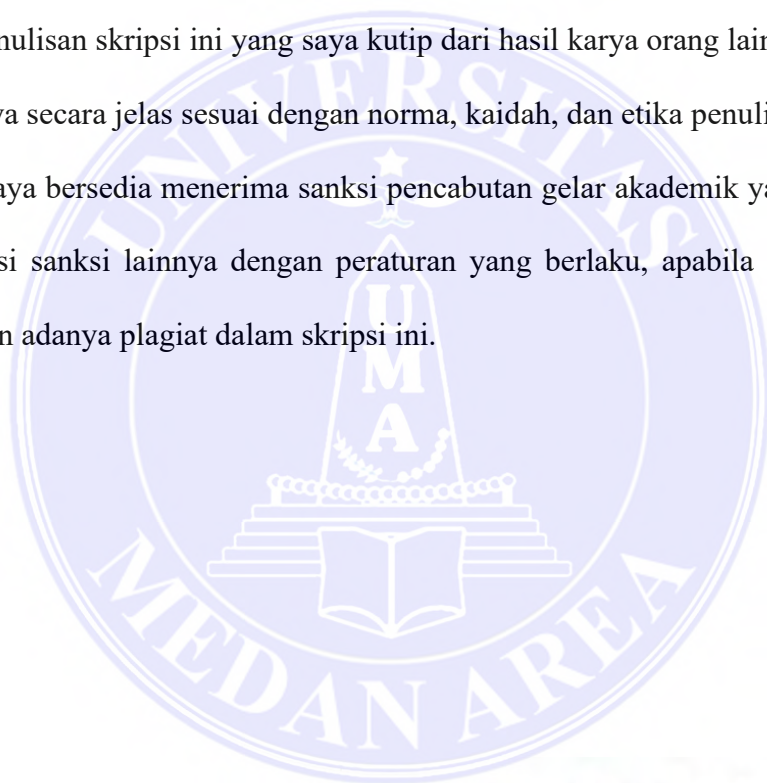 nulisan skripsi ini yang saya kutip dari hasil karya orang lain
a secara jelas sesuai dengan norma, kaidah, dan etika penuli
aya bersedia menerima sanksi pencabutan gelar akademik ya
si sanksi lainnya dengan peraturan yang berlaku, apabila
n adanya plagiat dalam skripsi ini.
UNIVERSITAS
UMA
MEDAN AREA